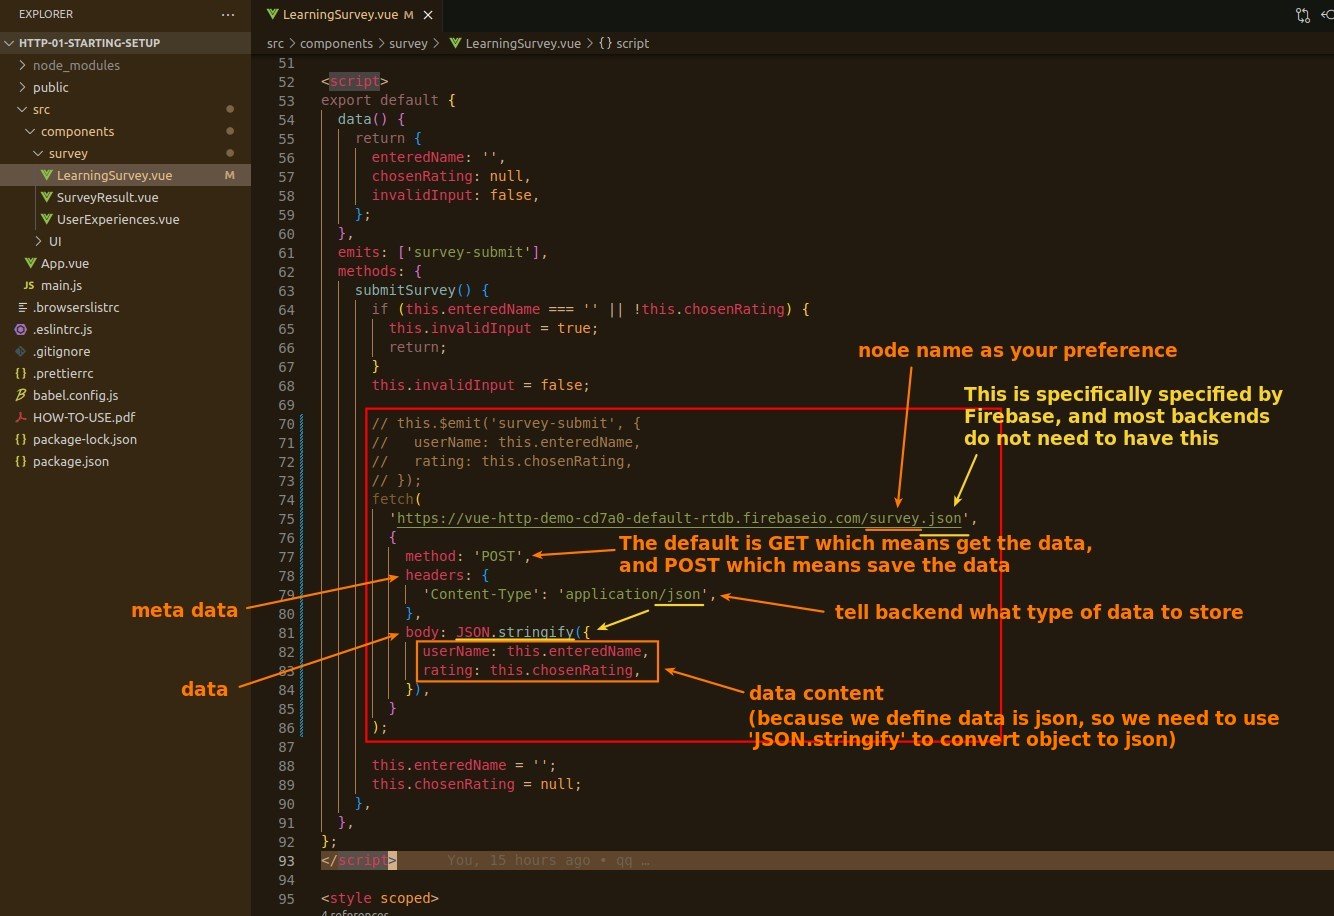 EXPLORER
···
LearningSurvey.vue M
HTTP-01-STARTING-SETUP
node_modules
public
src
components
survey
LearningSurvey.vue M
SurveyResult.vue
UserExperiences.vue
UI
App.vue
JS main.js
.browserslistrc
.eslintrc.js
.gitignore
{} .prettierrc
babel.config.js
HOW-TO-USE.pdf
{} package-lock.json
{} package.json
src > components > survey > LearningSurvey.vue > {} script
51
52 <script>
53 export default {
54 data() {
55 return {
56 enteredName: '',
57 chosenRating: null,
58 invalidInput: false,
59 };
60 },
61 emits: ['survey-submit'],
62 methods: {
63 submitSurvey() {
64 if (this.enteredName === '' || !this.chosenRating) {
65 this.invalidInput = true;
66 return;
67 }
68 this.invalidInput = false;
69
70 // this.$emit('survey-submit', {
71 //   userName: this.enteredName,
72 //   rating: this.chosenRating,
73 // });
74 fetch(
75 'https://vue-http-demo-cd7a0-default-rtdb.firebaseio.com/survey.json',
76 {
77 method: 'POST',
78 headers: {
79 'Content-Type': 'application/json',
80 },
81 body: JSON.stringify({
82 userName: this.enteredName,
83 rating: this.chosenRating,
84 }),
85 }
86 );
87
88 this.enteredName = '';
89 this.chosenRating = null;
90 },
91 },
92 };
93 </script> You, 15 hours ago • qq …
94
95 <style scoped>
4 references
node name as your preference
This is specifically specified by
Firebase, and most backends
do not need to have this
The default is GET which means get the data,
and POST which means save the data
meta data
tell backend what type of data to store
data
data content
(because we define data is json, so we need to use
'JSON.stringify' to convert object to json)